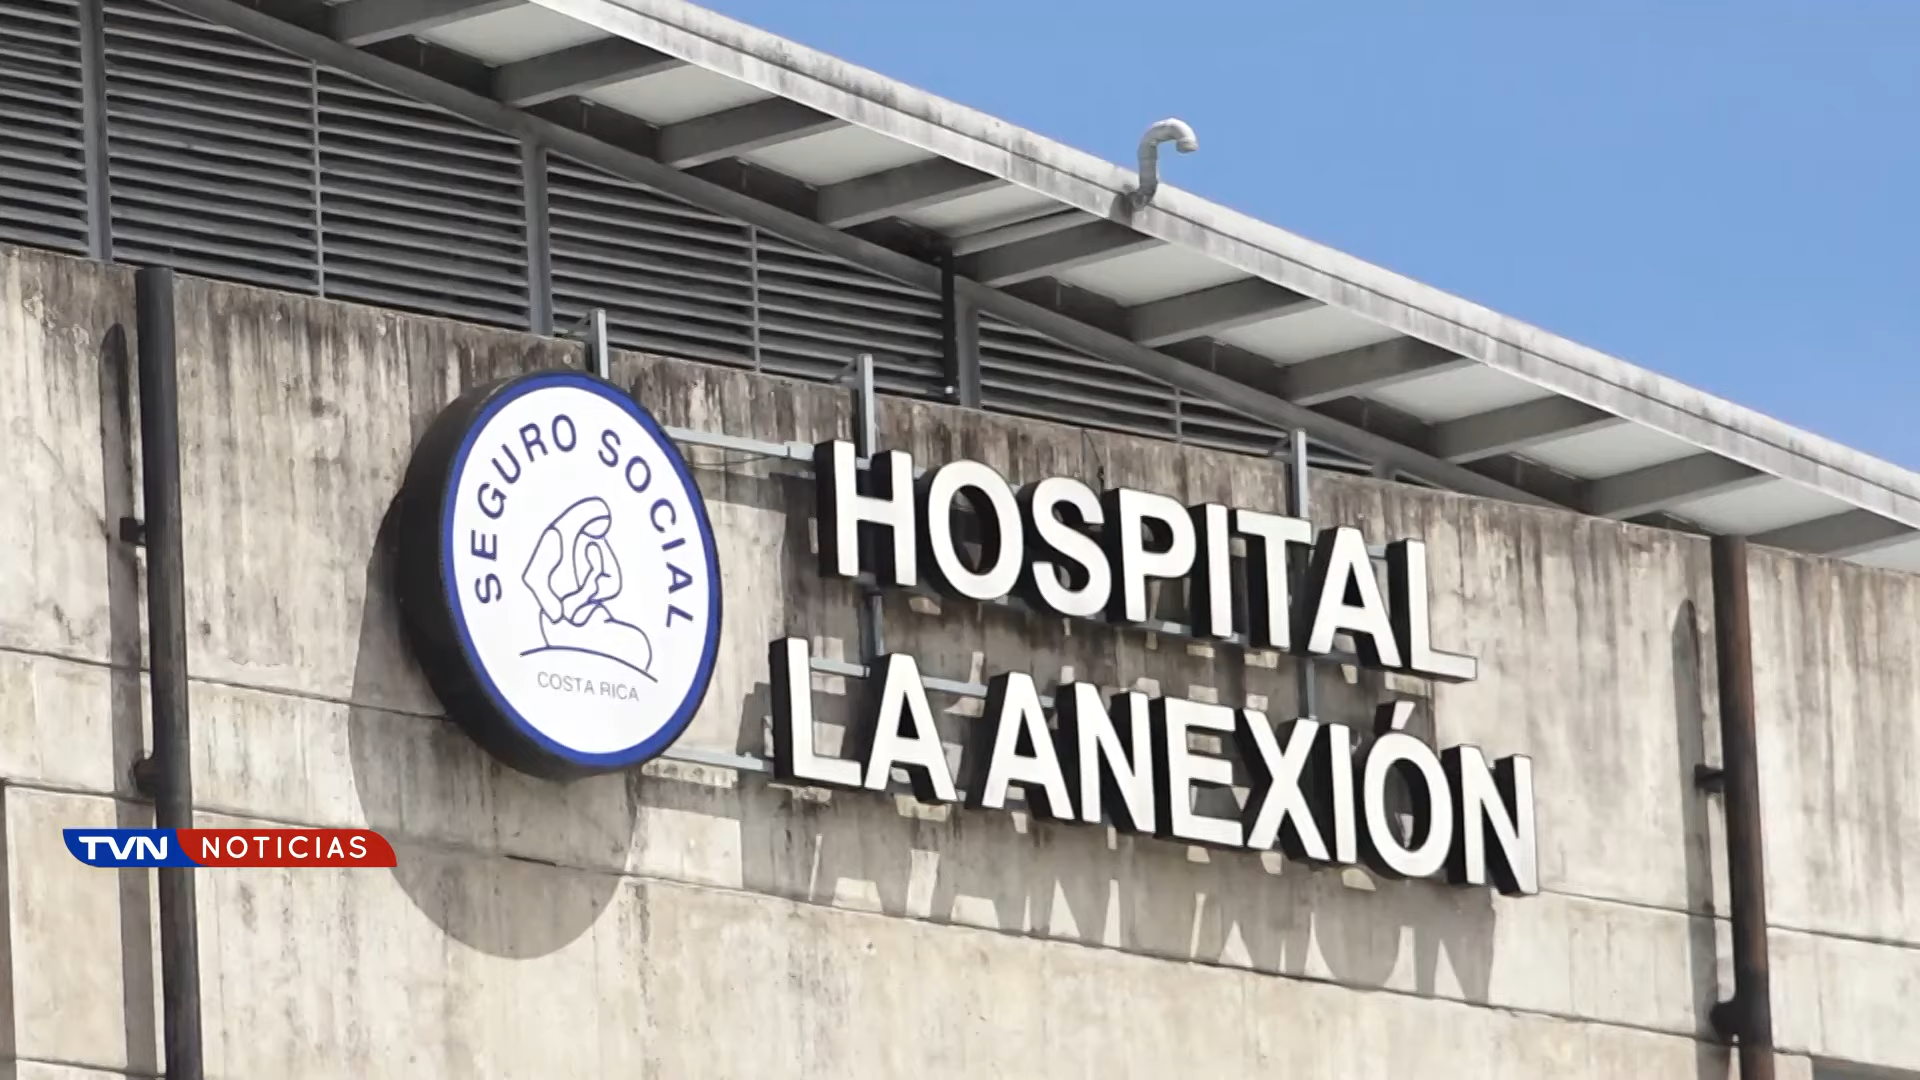 SEGURO SOCIAL
COSTA RICA
HOSPITAL
LA ANEXIÓN
TVN NOTICIAS